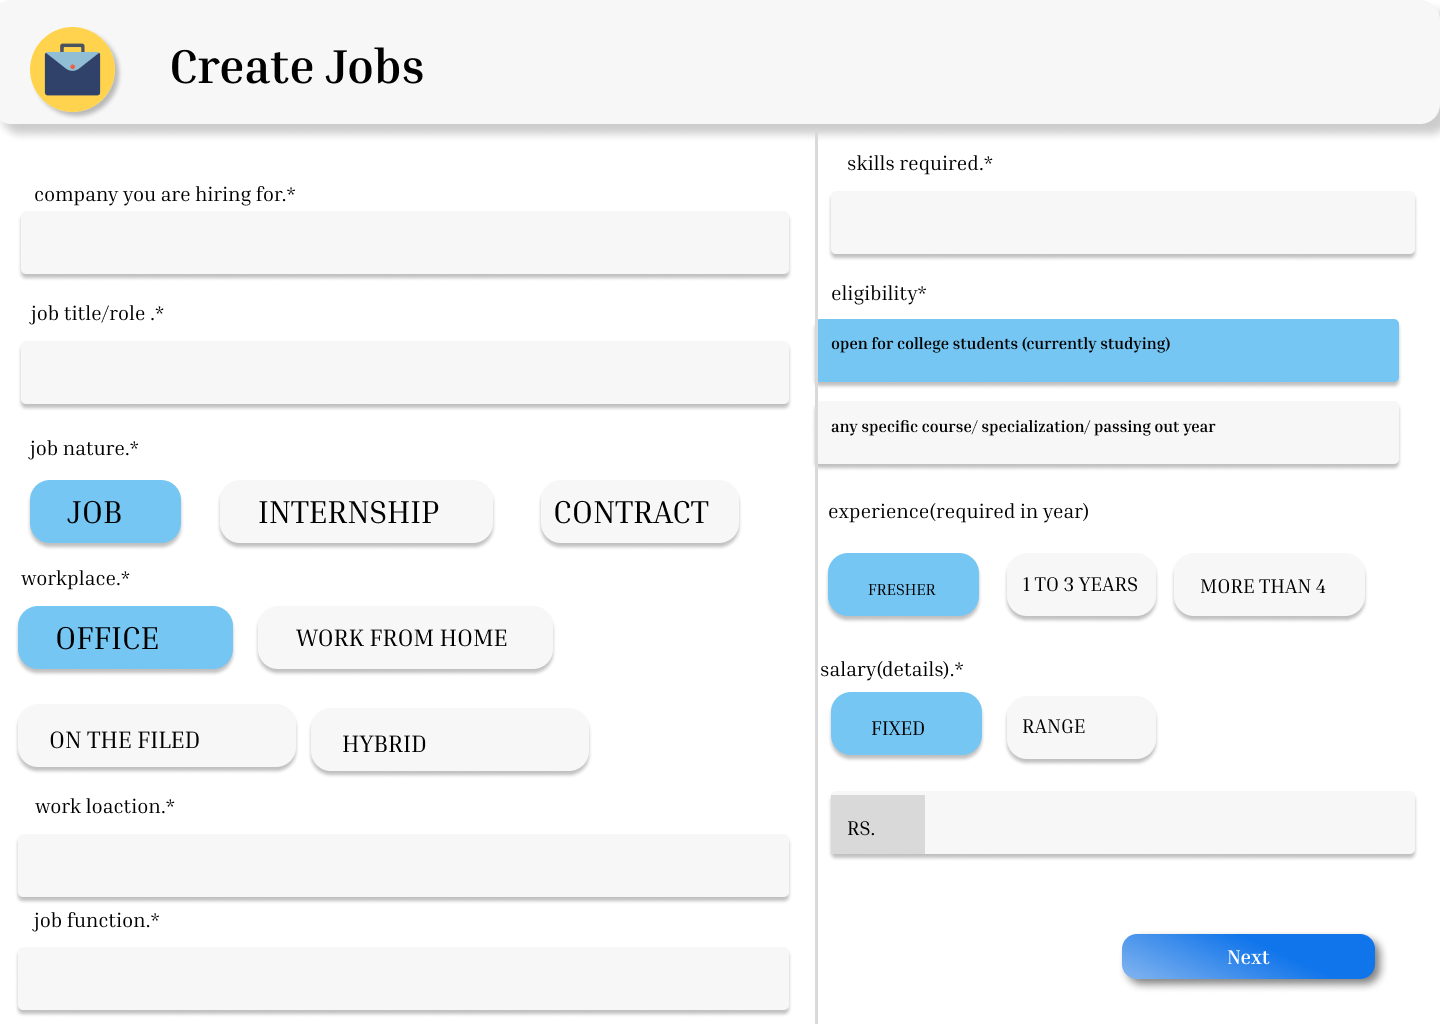 Create Jobs
company you are hiring for.*
job title/role .*
job nature.*
JOB
INTERNSHIP
CONTRACT
workplace.*
OFFICE
WORK FROM HOME
ON THE FILED
HYBRID
work loaction.*
job function.*
skills required.*
eligibility*
open for college students (currently studying)
any specific course/ specialization/ passing out year
experience(required in year)
FRESHER
1 TO 3 YEARS
MORE THAN 4
salary(details).*
FIXED
RANGE
RS.
Next